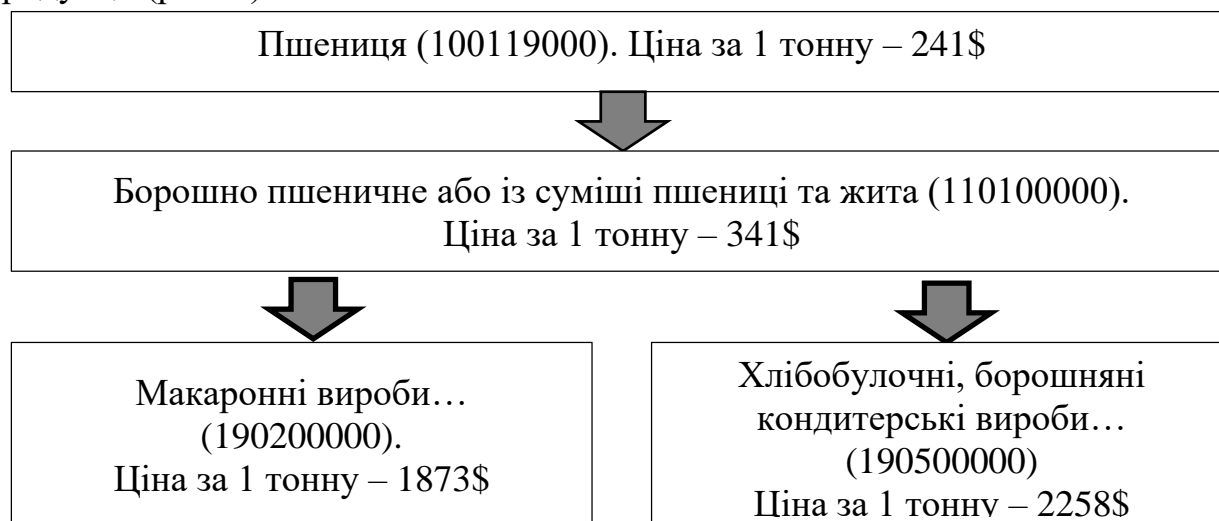 Пшениця (100119000). Ціна за 1 тонну – 241$
Борошно пшеничне або із суміші пшениці та жита (110100000).
Ціна за 1 тонну – 341$
Макаронні вироби…
(190200000).
Ціна за 1 тонну – 1873$
Хлібобулочні, борошняні
кондитерські вироби…
(190500000)
Ціна за 1 тонну – 2258$